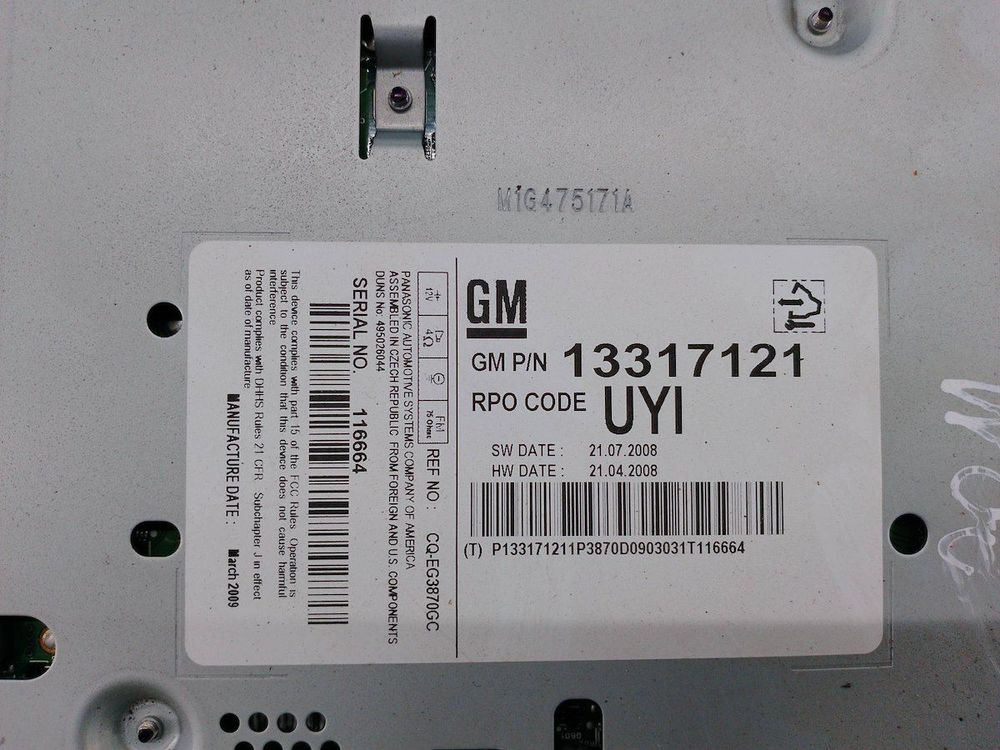 M1G475171A
GM
GM P/N 13317121
RPO CODE UYI
SW DATE : 21.07.2008
HW DATE : 21.04.2008
(T) P133171211P3870D0903031T116664
12V 4Ω FM 75 Ohms
REF NO : CQ-EG3870GC
PANASONIC AUTOMOTIVE SYSTEMS COMPANY OF AMERICA
ASSEMBLED IN CZECH REPUBLIC FROM FOREIGN AND U.S. COMPONENTS
DUNS No 495026044
SERIAL NO. 116664
This device complies with part 15 of the FCC Rules Operation is
subject to the condition that this device does not cause harmful
interference
Product complies with DHHS Rules 21 CFR Subchapter J in effect
as of date of manufacture
MANUFACTURE DATE : March 2009